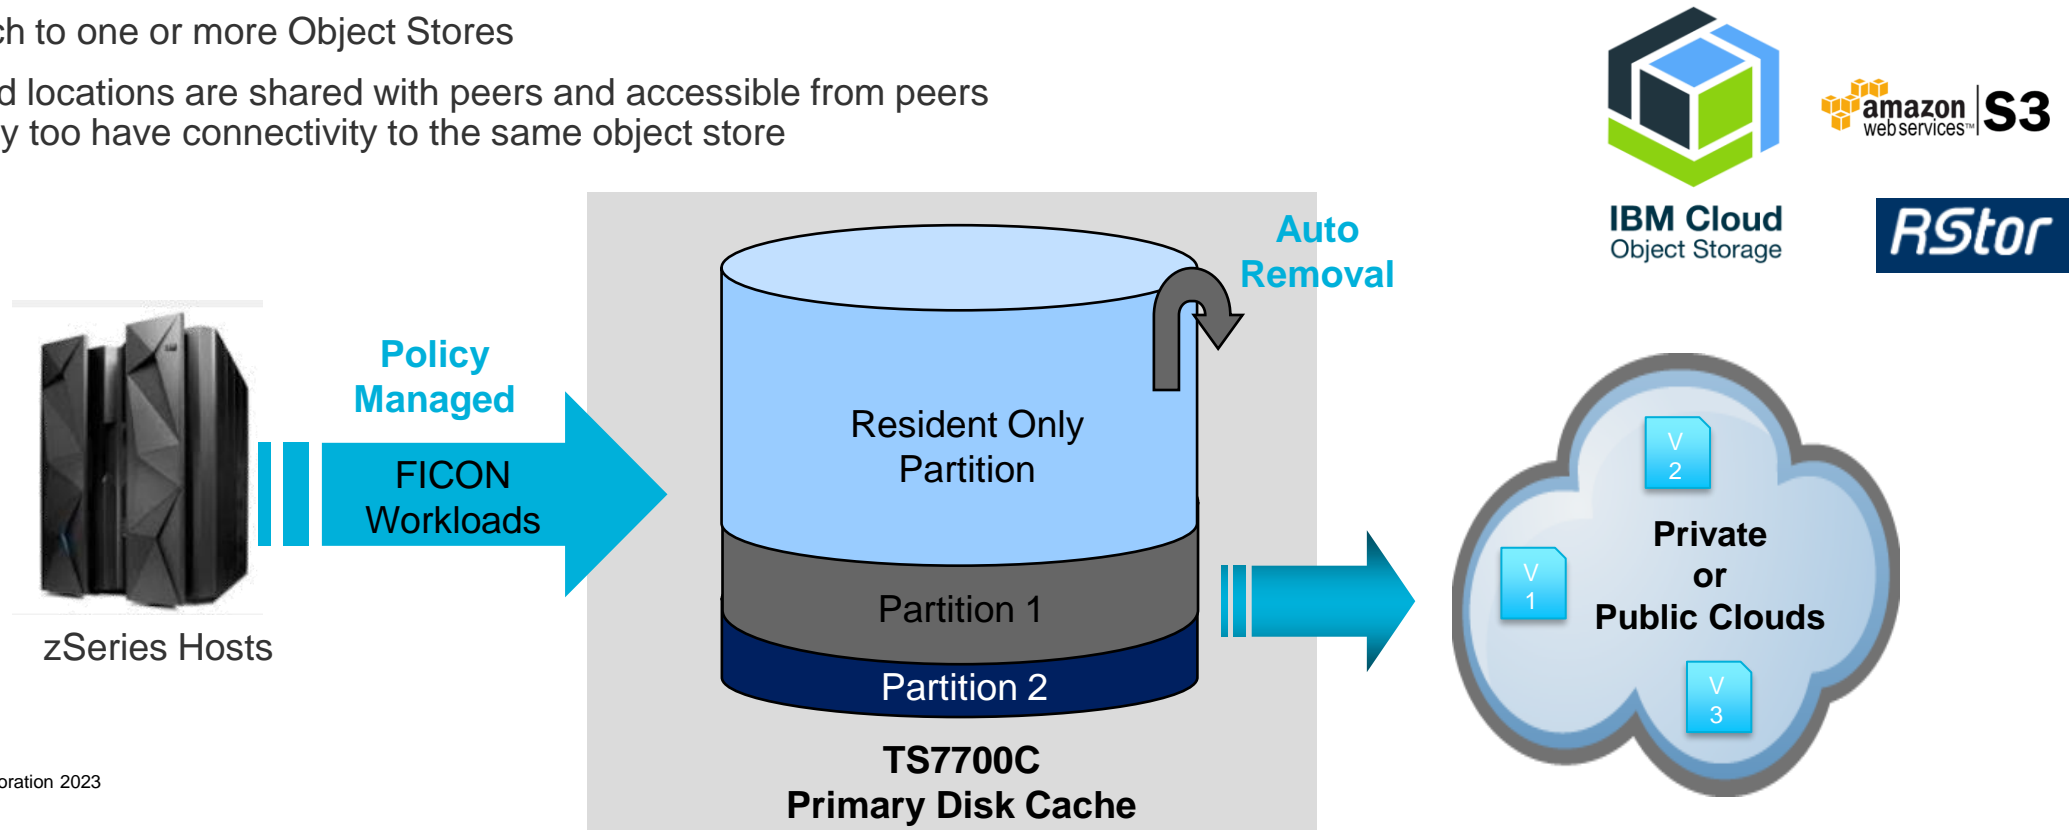 ch to one or more Object Stores
d locations are shared with peers and accessible from peers
y too have connectivity to the same object store
IBM Cloud
Object Storage
amazon
webservices™
S3
RStor
Auto
Removal
Policy
Managed
FICON
Workloads
zSeries Hosts
Resident Only
Partition
Partition 1
Partition 2
TS7700C
Primary Disk Cache
V
2
Private
or
Public Clouds
V
1
V
3
oration 2023